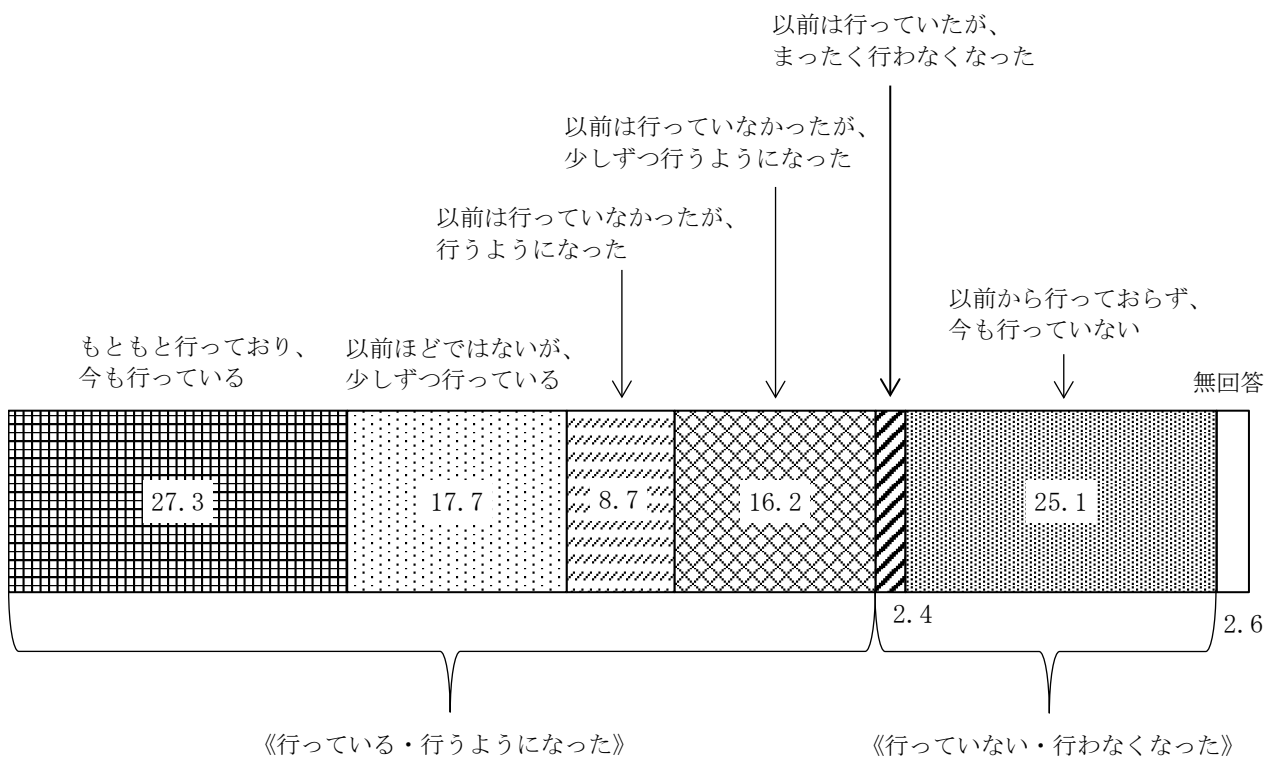 以前は行っていたが、
まったく行わなくなった
以前は行っていなかったが、
少しずつ行うようになった
以前は行っていなかったが、
行うようになった
以前から行っておらず、
今も行っていない
もともと行っており、
今も行っている
以前ほどではないが、
少しずつ行っている
無回答
27.3
17.7
8.7
16.2
25.1
2.4
2.6
《行っている・行うようになった》
《行っていない・行わなくなった》